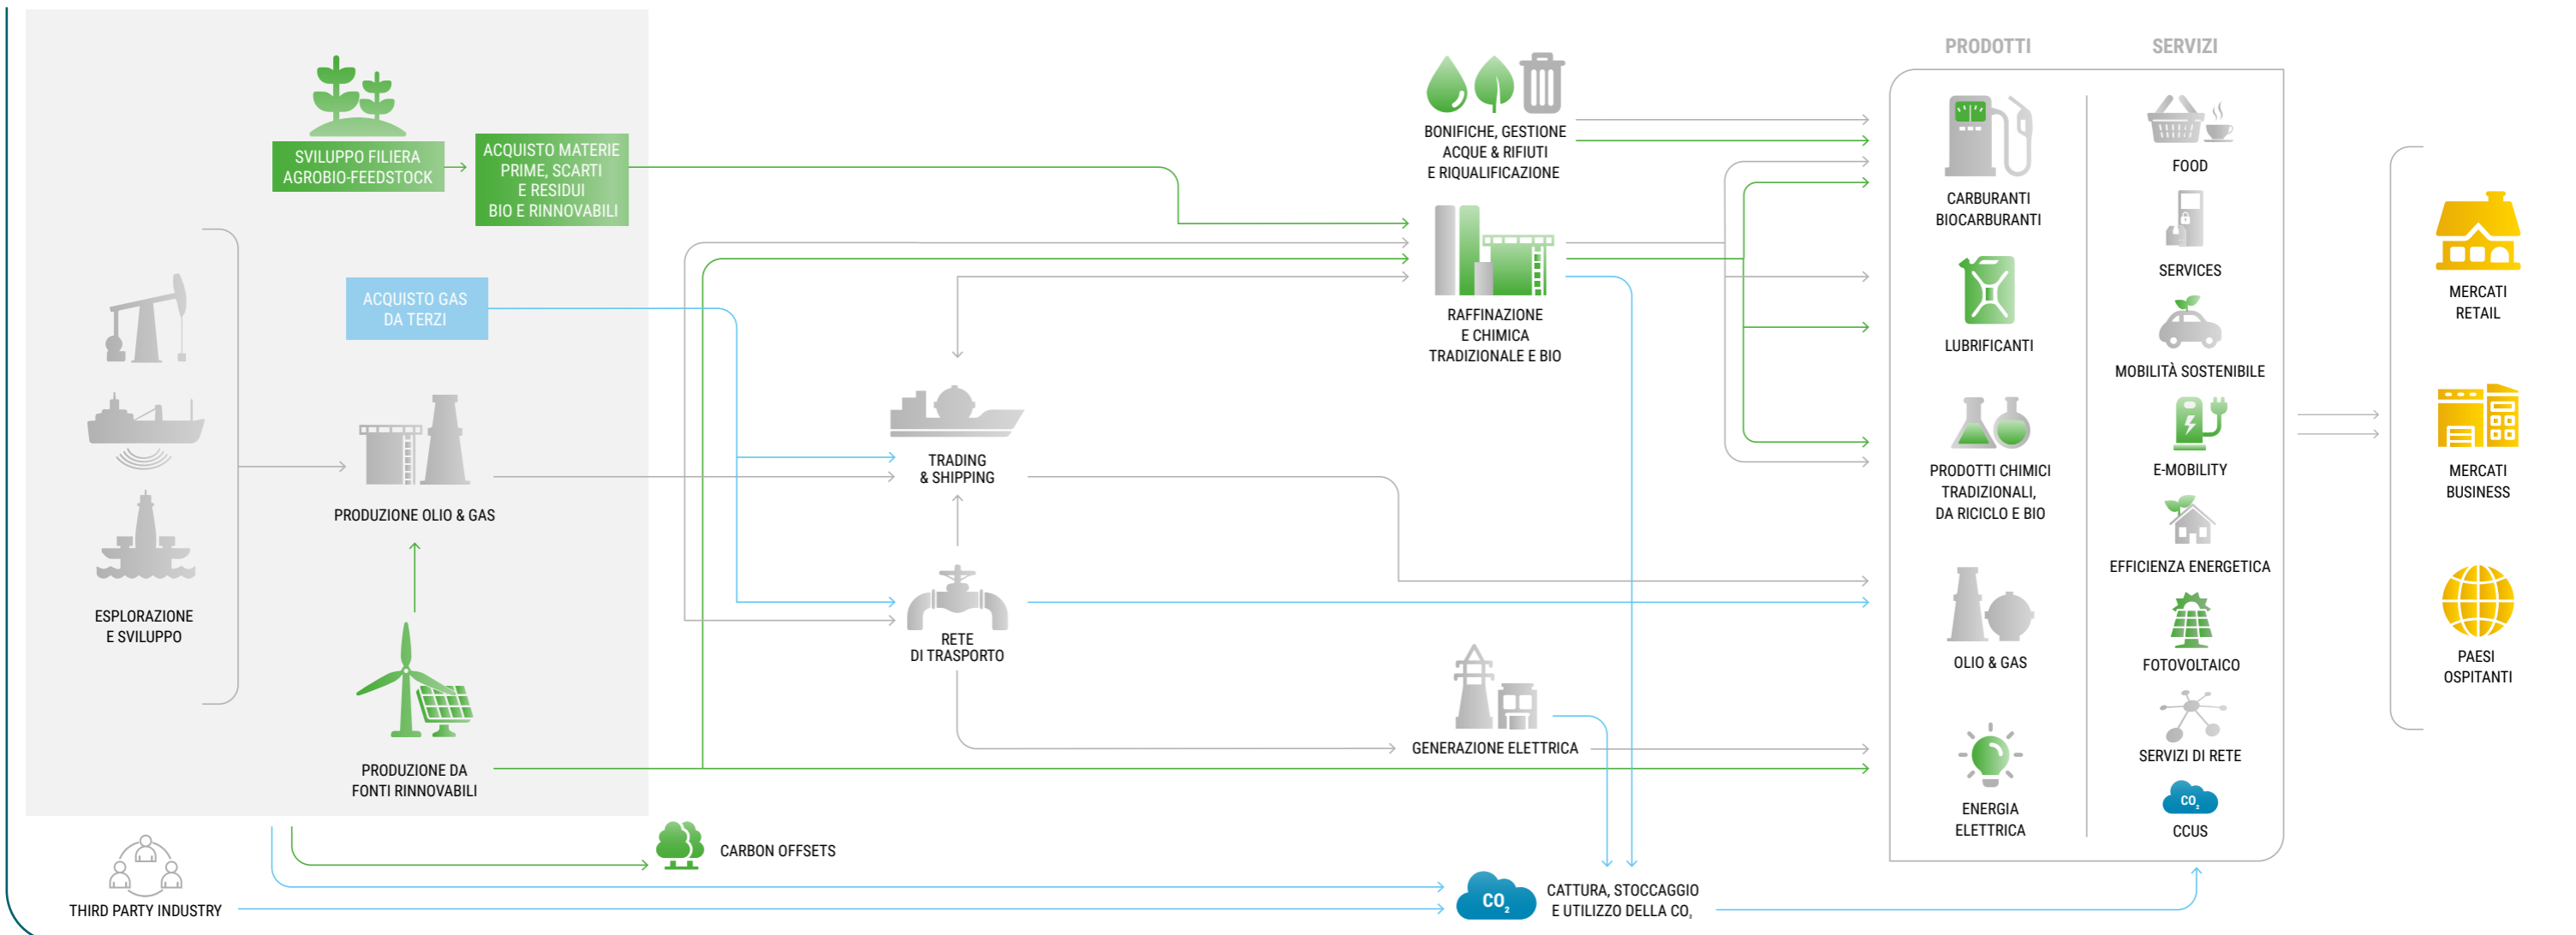 SVILUPPO FILIERA
AGROBIO-FEEDSTOCK
ACQUISTO MATERIE
PRIME, SCARTI
E RESIDUI
BIO E RINNOVABILI
ACQUISTO GAS
DA TERZI
ESPLORAZIONE
E SVILUPPO
PRODUZIONE OLIO & GAS
PRODUZIONE DA
FONTI RINNOVABILI
THIRD PARTY INDUSTRY
CARBON OFFSETS
TRADING
& SHIPPING
RETE
DI TRASPORTO
BONIFICHE, GESTIONE
ACQUE & RIFIUTI
E RIQUALIFICAZIONE
RAFFINAZIONE
E CHIMICA
TRADIZIONALE E BIO
GENERAZIONE ELETTRICA
CO₂
CATTURA, STOCCAGGIO
E UTILIZZO DELLA CO₂
PRODOTTI
CARBURANTI
BIOCARBURANTI
LUBRIFICANTI
PRODOTTI CHIMICI
TRADIZIONALI,
DA RICICLO E BIO
OLIO & GAS
ENERGIA
ELETTRICA
SERVIZI
FOOD
SERVICES
MOBILITÀ SOSTENIBILE
E-MOBILITY
EFFICIENZA ENERGETICA
FOTOVOLTAICO
SERVIZI DI RETE
CO₂
CCUS
MERCATI
RETAIL
MERCATI
BUSINESS
PAESI
OSPITANTI